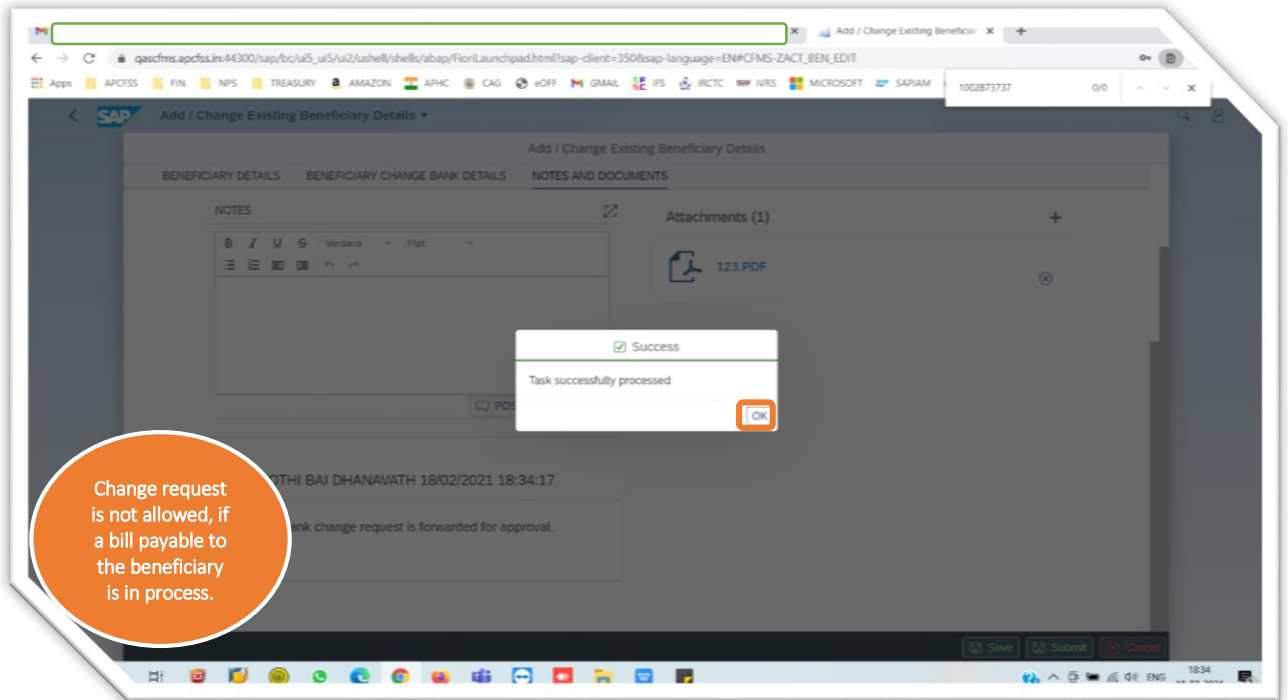 Add / Change Existing Beneficiar
qascfms.apcfss.in:44300/sap/bc/ui5_ui5/ui2/ushell/shells/abap/FioriLaunchpad.html?sap-client=350&sap-language=EN#CFMS-ZACT_BEN_EDIT
Apps APCFSS FIN NPS TREASURY AMAZON APHC CAG eOFF GMAIL IFS IRCTC IVRS MICROSOFT SAPIAM
1002873737 0/0
SAP Add / Change Existing Beneficiary Details
Add / Change Existing Beneficiary Details
BENEFICIARY DETAILS BENEFICIARY CHANGE BANK DETAILS NOTES AND DOCUMENTS
NOTES
Attachments (1)
B I U S Verdana 11pt
123.PDF
Success
Task successfully processed
OK
POS
OTHI BAI DHANAVATH 18/02/2021 18:34:17
ank change request is forwarded for approval.
Change request
is not allowed, if
a bill payable to
the beneficiary
is in process.
Save Submit Cancel
ENG 18:34